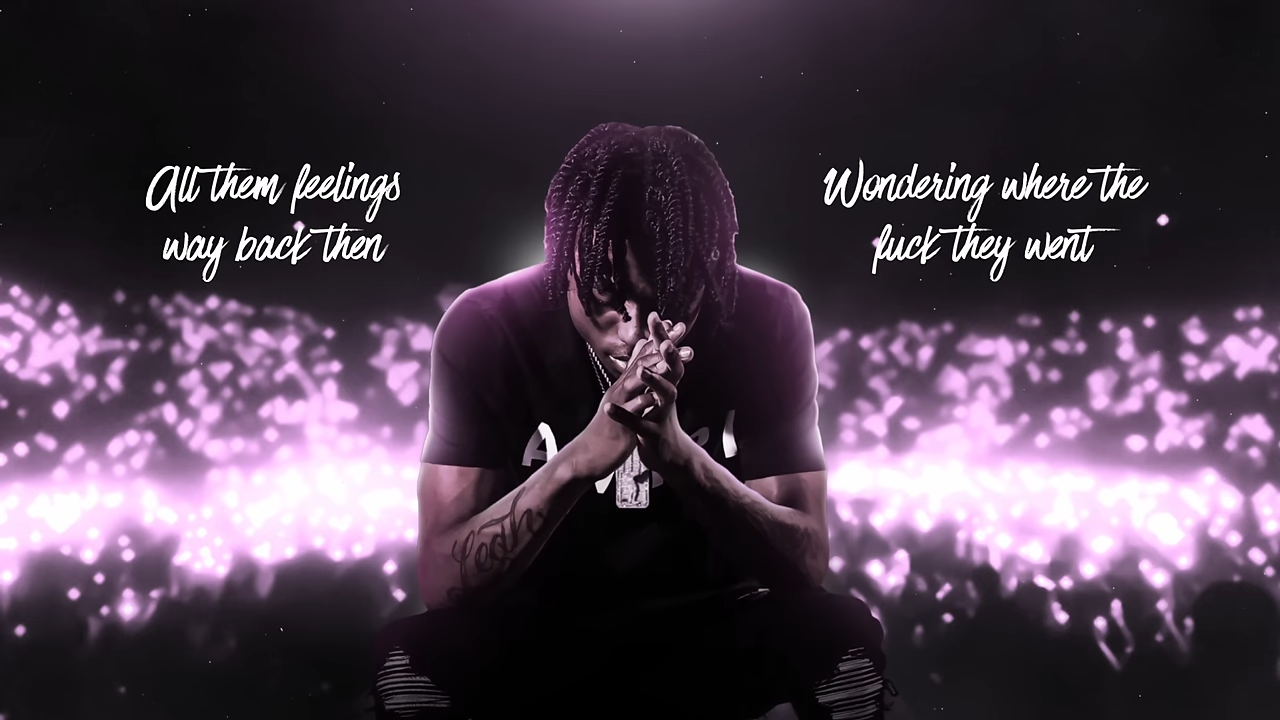 All them feelings
way back then
Wondering where the
fuck they went